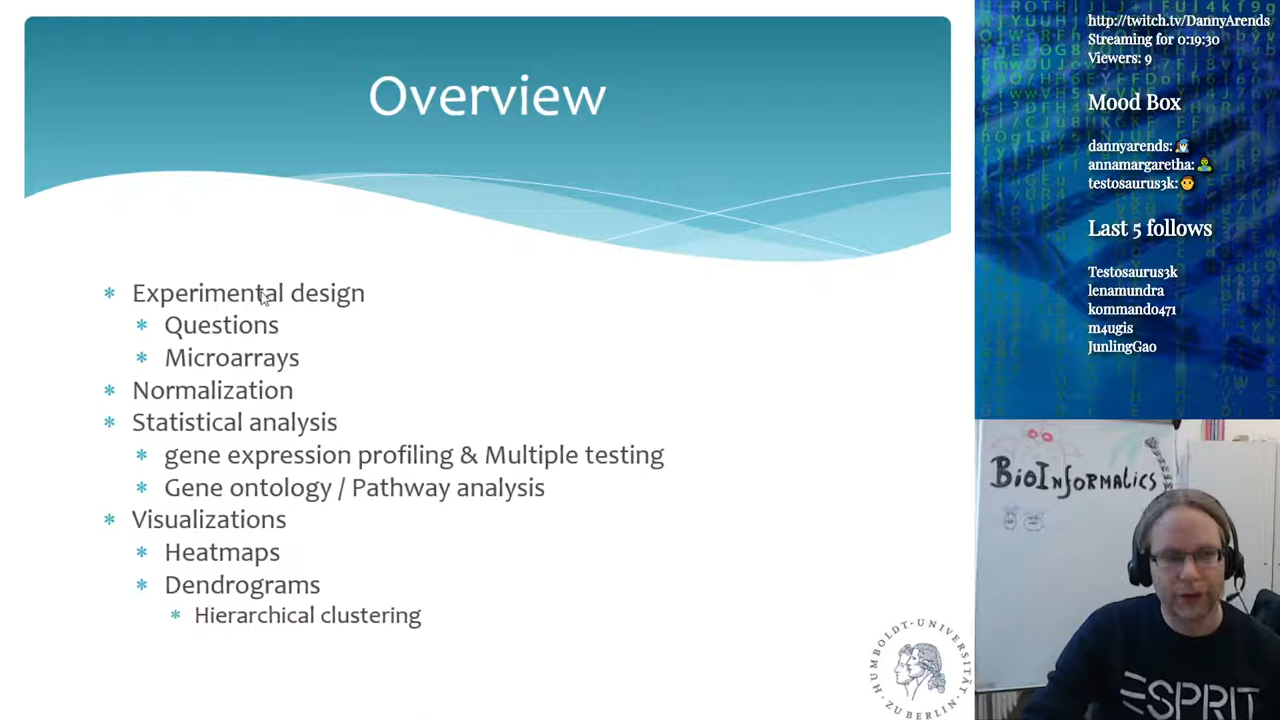 Overview
* Experimental design
* Questions
* Microarrays
* Normalization
* Statistical analysis
* gene expression profiling & Multiple testing
* Gene ontology / Pathway analysis
* Visualizations
* Heatmaps
* Dendrograms
* Hierarchical clustering
HUMBOLDT-UNIVERSITÄT
· ZU BERLIN ·
http://twitch.tv/DannyArends
Streaming for 0:19:30
Viewers: 9
Mood Box
dannyarends:
annamargaretha:
testosaurus3k:
Last 5 follows
Testosaurus3k
lenamundra
kommando471
m4ugis
JunlingGao
BioInformatics
ESPRIT